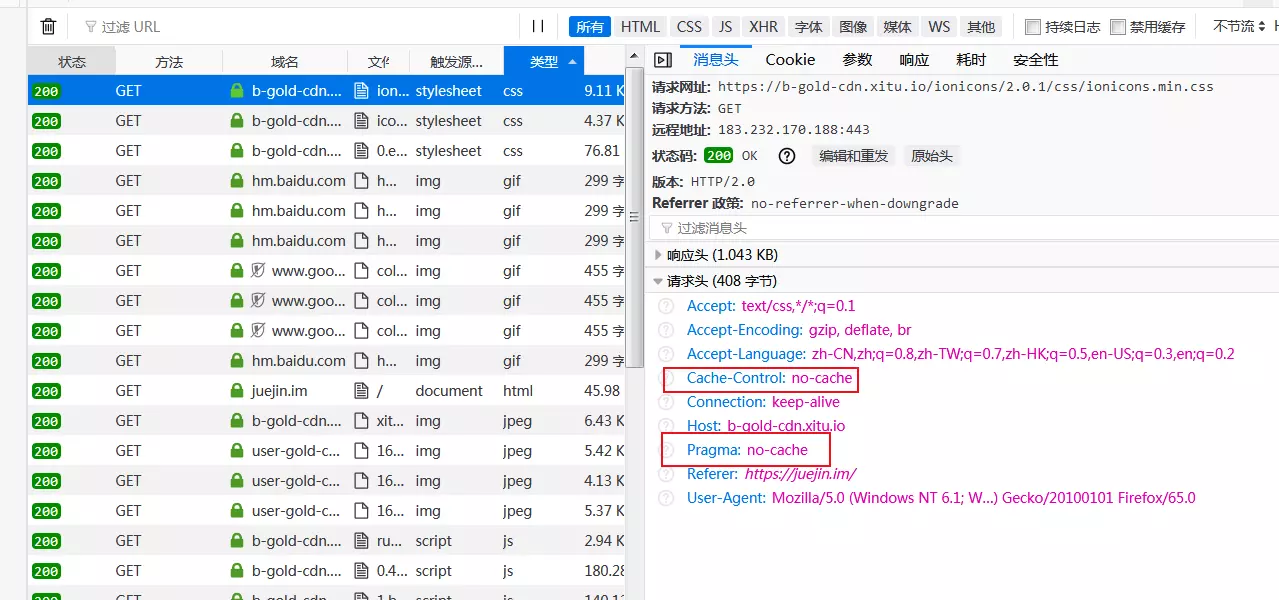 过滤 URL 所有 HTML CSS JS XHR 字体 图像 媒体 WS 其他 持续日志 禁用缓存 不节流
状态 方法 域名 触发源... 类型
200 GET b-gold-cdn.... ion... stylesheet css 9.11 K
200 GET b-gold-cdn.... ico... stylesheet css 4.37 K
200 GET b-gold-cdn.... 0.e... stylesheet css 76.81
200 GET hm.baidu.com h... img gif 299 字
200 GET hm.baidu.com h... img gif 299 字
200 GET hm.baidu.com h... img gif 299 字
200 GET www.goo... col... img gif 455 字
200 GET www.goo... col... img gif 455 字
200 GET www.goo... col... img gif 455 字
200 GET hm.baidu.com h... img gif 299 字
200 GET juejin.im / document html 45.98
200 GET b-gold-cdn.... xit... img jpeg 6.43 K
200 GET user-gold-c... 16... img jpeg 5.42 K
200 GET user-gold-c... 16... img jpeg 4.13 K
200 GET user-gold-c... 16... img jpeg 5.37 K
200 GET b-gold-cdn.... ru... script js 2.94 K
200 GET b-gold-cdn.... 0.4... script js 180.28
消息头 Cookie 参数 响应 耗时 安全性
请求网址: https://b-gold-cdn.xitu.io/ionicons/2.0.1/css/ionicons.min.css
请求方法: GET
远程地址: 183.232.170.188:443
状态码: 200 OK 编辑和重发 原始头
版本: HTTP/2.0
Referrer 政策: no-referrer-when-downgrade
过滤消息头
响应头 (1.043 KB)
请求头 (408 字节)
Accept: text/css,*/*;q=0.1
Accept-Encoding: gzip, deflate, br
Accept-Language: zh-CN,zh;q=0.8,zh-TW;q=0.7,zh-HK;q=0.5,en-US;q=0.3,en;q=0.2
Cache-Control: no-cache
Connection: keep-alive
Host: b-gold-cdn.xitu.io
Pragma: no-cache
Referer: https://juejin.im/
User-Agent: Mozilla/5.0 (Windows NT 6.1; W...) Gecko/20100101 Firefox/65.0